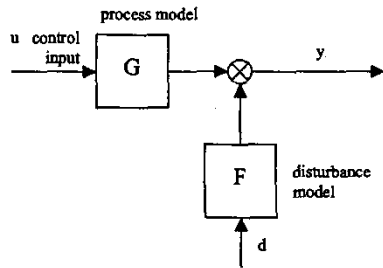 process model
u control
input
G
y
F
disturbance
model
d